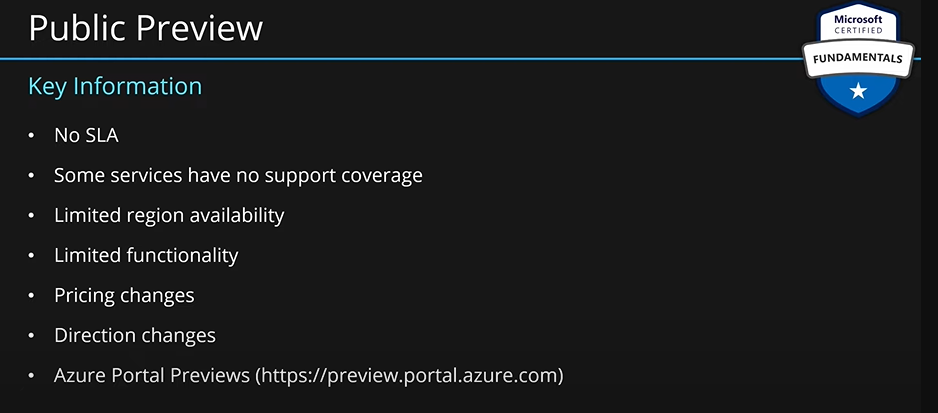 Public Preview
Microsoft
CERTIFIED
FUNDAMENTALS
Key Information
• No SLA
• Some services have no support coverage
• Limited region availability
• Limited functionality
• Pricing changes
• Direction changes
• Azure Portal Previews (https://preview.portal.azure.com)